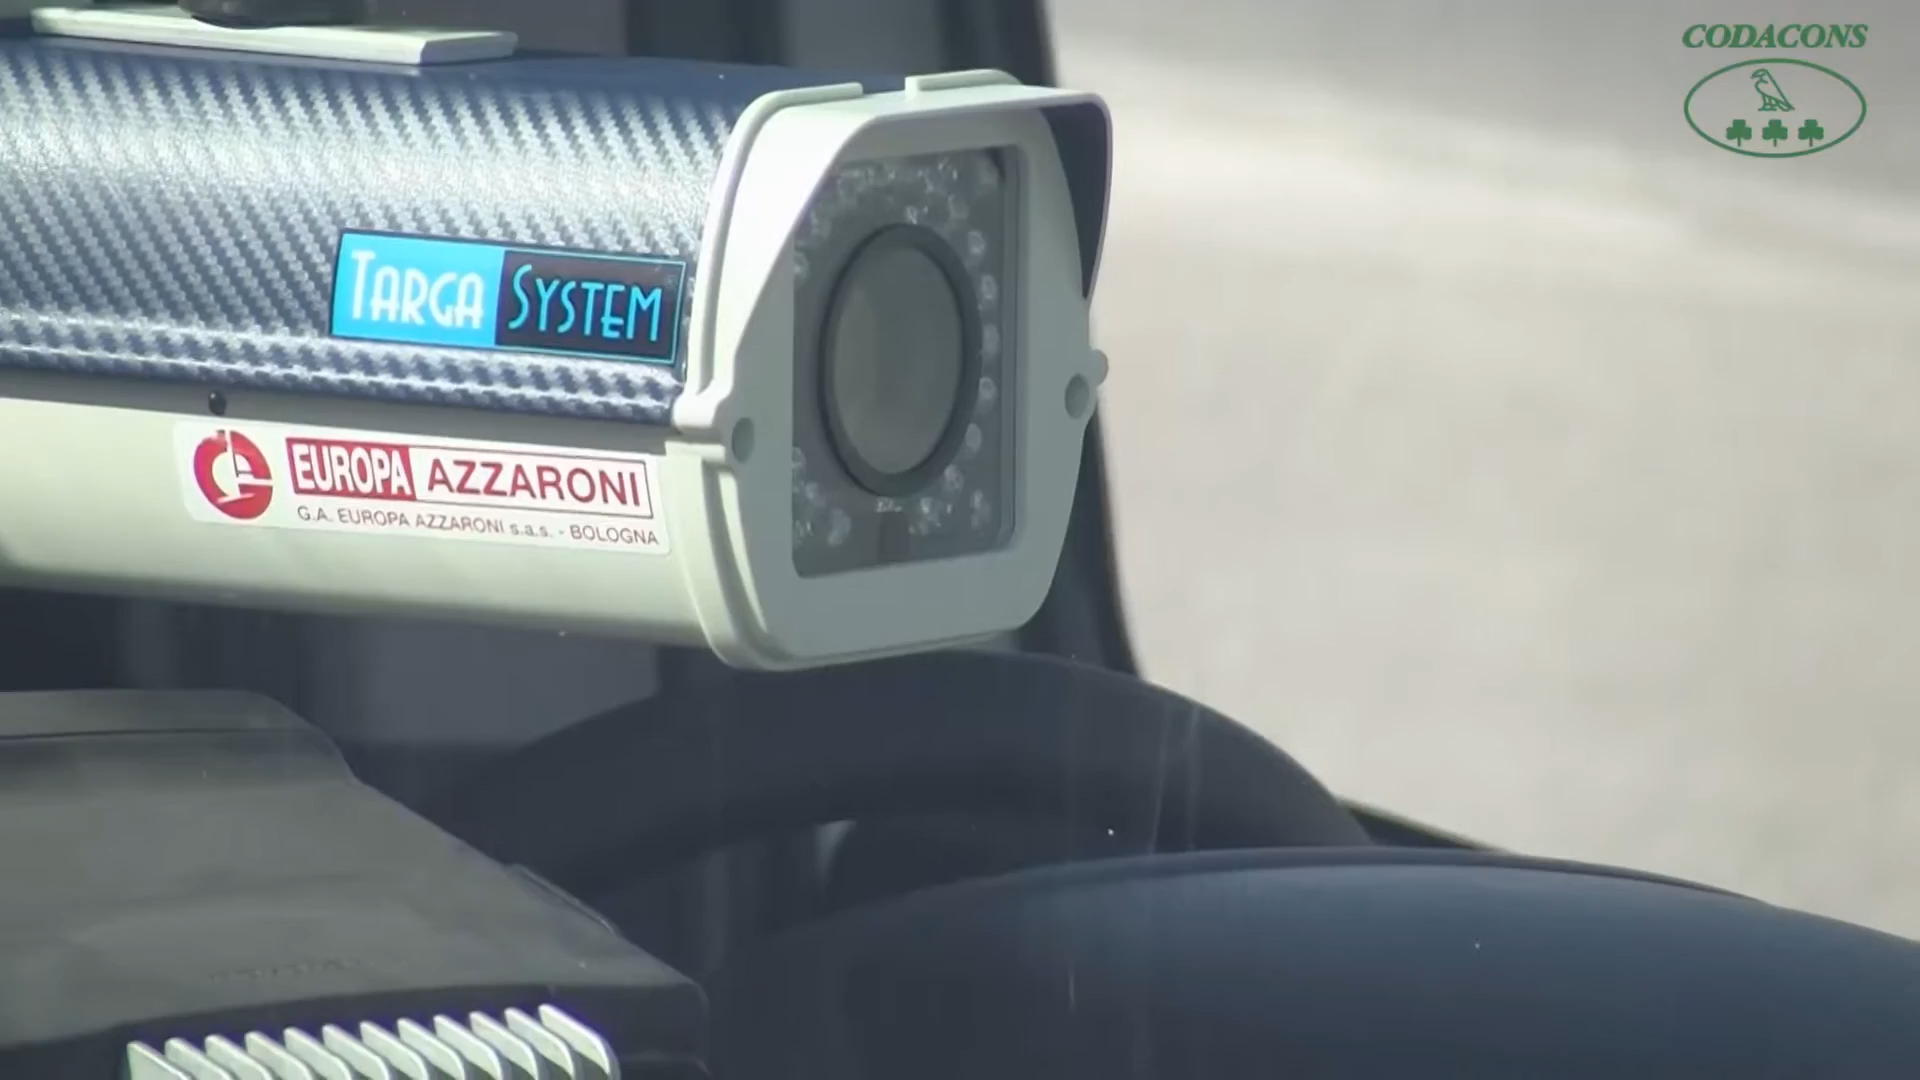 CODACONS
TARGA SYSTEM
EUROPA AZZARONI
G.A. EUROPA AZZARONI s.a.s. - BOLOGNA